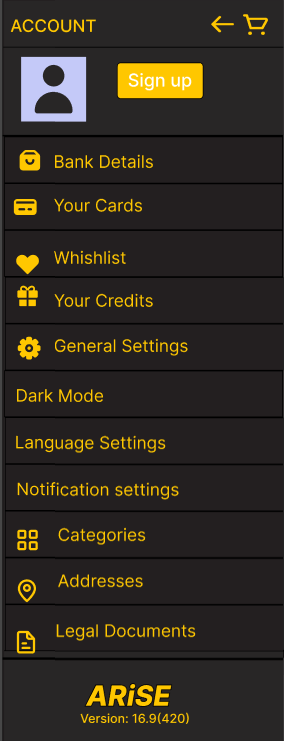 ACCOUNT
Sign up
Bank Details
Your Cards
Whishlist
Your Credits
General Settings
Dark Mode
Language Settings
Notification settings
Categories
Addresses
Legal Documents
ARiSE
Version: 16.9(420)